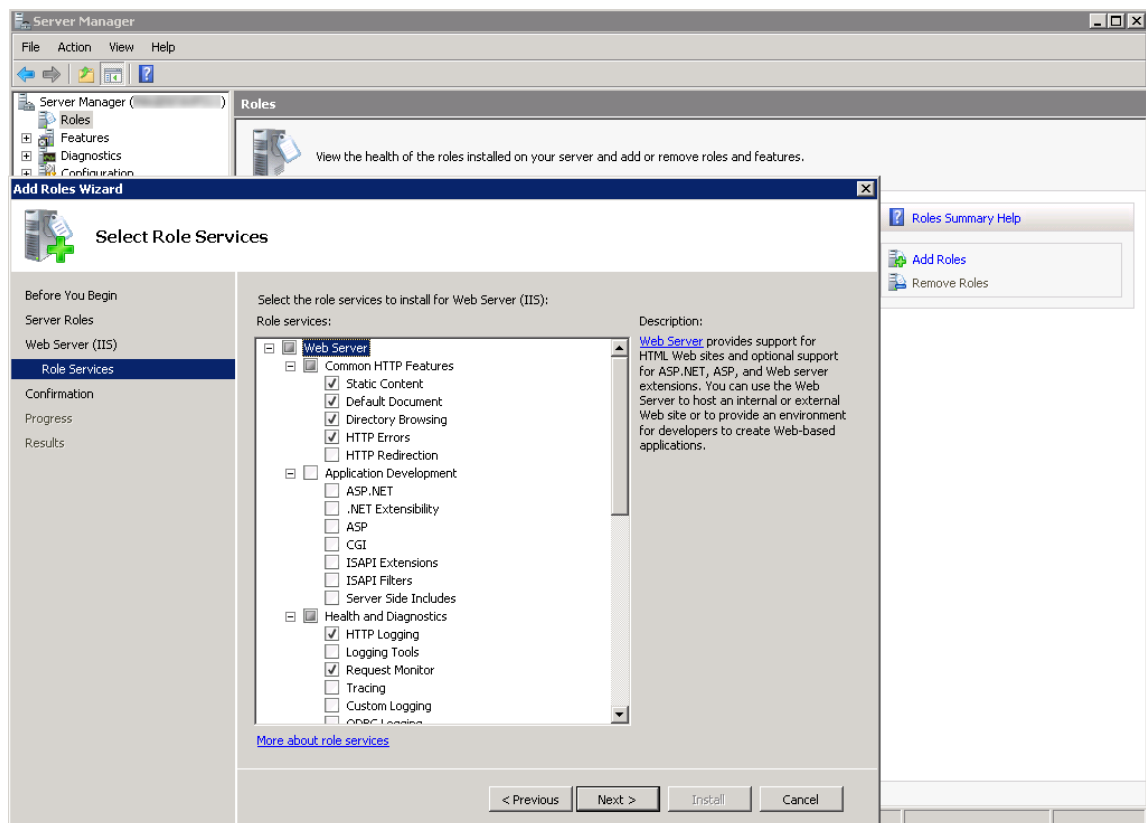 Server Manager
File Action View Help
Server Manager (
)
Roles
Features
Diagnostics
Configuration
Roles
View the health of the roles installed on your server and add or remove roles and features.
Add Roles Wizard
Select Role Services
Before You Begin
Server Roles
Web Server (IIS)
Role Services
Confirmation
Progress
Results
Select the role services to install for Web Server (IIS):
Role services:
Web Server
Common HTTP Features
Static Content
Default Document
Directory Browsing
HTTP Errors
HTTP Redirection
Application Development
ASP.NET
.NET Extensibility
ASP
CGI
ISAPI Extensions
ISAPI Filters
Server Side Includes
Health and Diagnostics
HTTP Logging
Logging Tools
Request Monitor
Tracing
Custom Logging
ODBC Logging
More about role services
Description:
Web Server provides support for
HTML Web sites and optional support
for ASP.NET, ASP, and Web server
extensions. You can use the Web
Server to host an internal or external
Web site or to provide an environment
for developers to create Web-based
applications.
< Previous
Next >
Install
Cancel
Roles Summary Help
Add Roles
Remove Roles